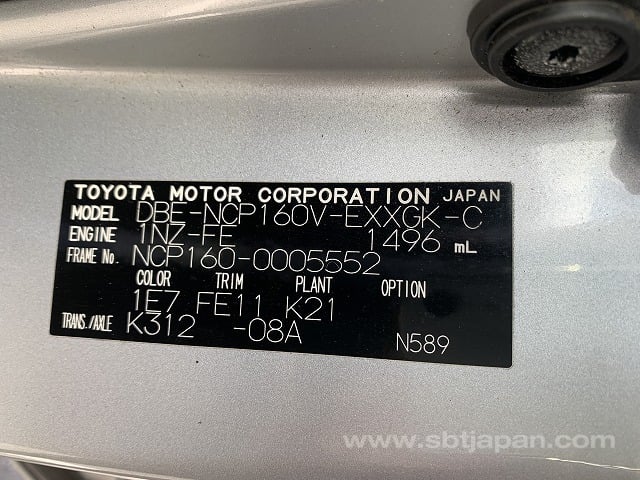 TOYOTA MOTOR CORPORATION JAPAN
MODEL DBE-NCP160V-EXXGK-C
ENGINE 1NZ-FE 1496 mL
FRAME No. NCP160-0005552
COLOR TRIM PLANT OPTION
1E7 FE11 K21
TRANS./AXLE K312 -08A
N589
www.sbtjapan.com